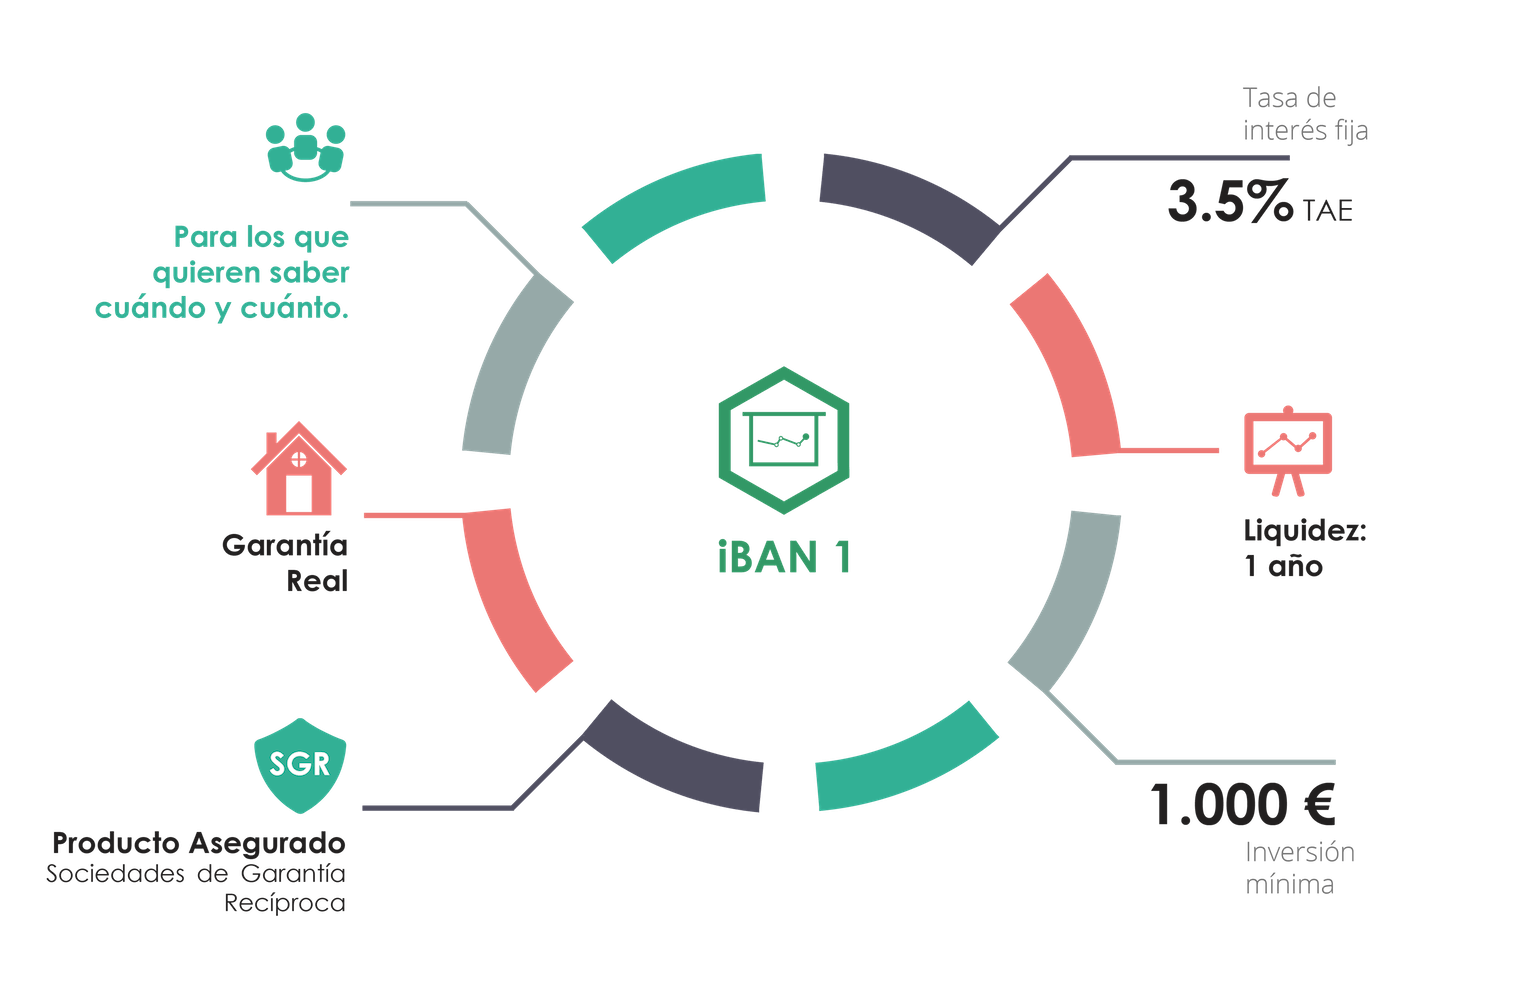 Para los que
quieren saber
cuándo y cuánto.
Garantía
Real
SGR
Producto Asegurado
Sociedades de Garantía
Recíproca
iBAN 1
Tasa de
interés fija
3.5% TAE
Liquidez:
1 año
1.000 €
Inversión
mínima